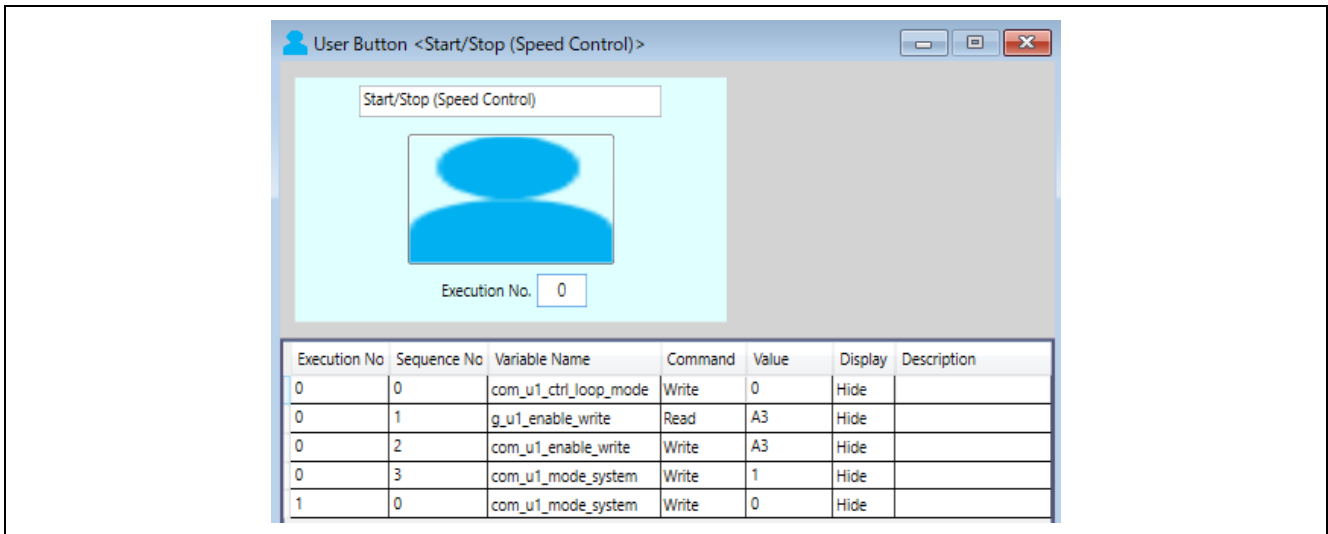 User Button <Start/Stop (Speed Control)>
Start/Stop (Speed Control)
Execution No. 0
Execution No Sequence No Variable Name Command Value Display Description
0 0 com_u1_ctrl_loop_mode Write 0 Hide
0 1 g_u1_enable_write Read A3 Hide
0 2 com_u1_enable_write Write A3 Hide
0 3 com_u1_mode_system Write 1 Hide
1 0 com_u1_mode_system Write 0 Hide